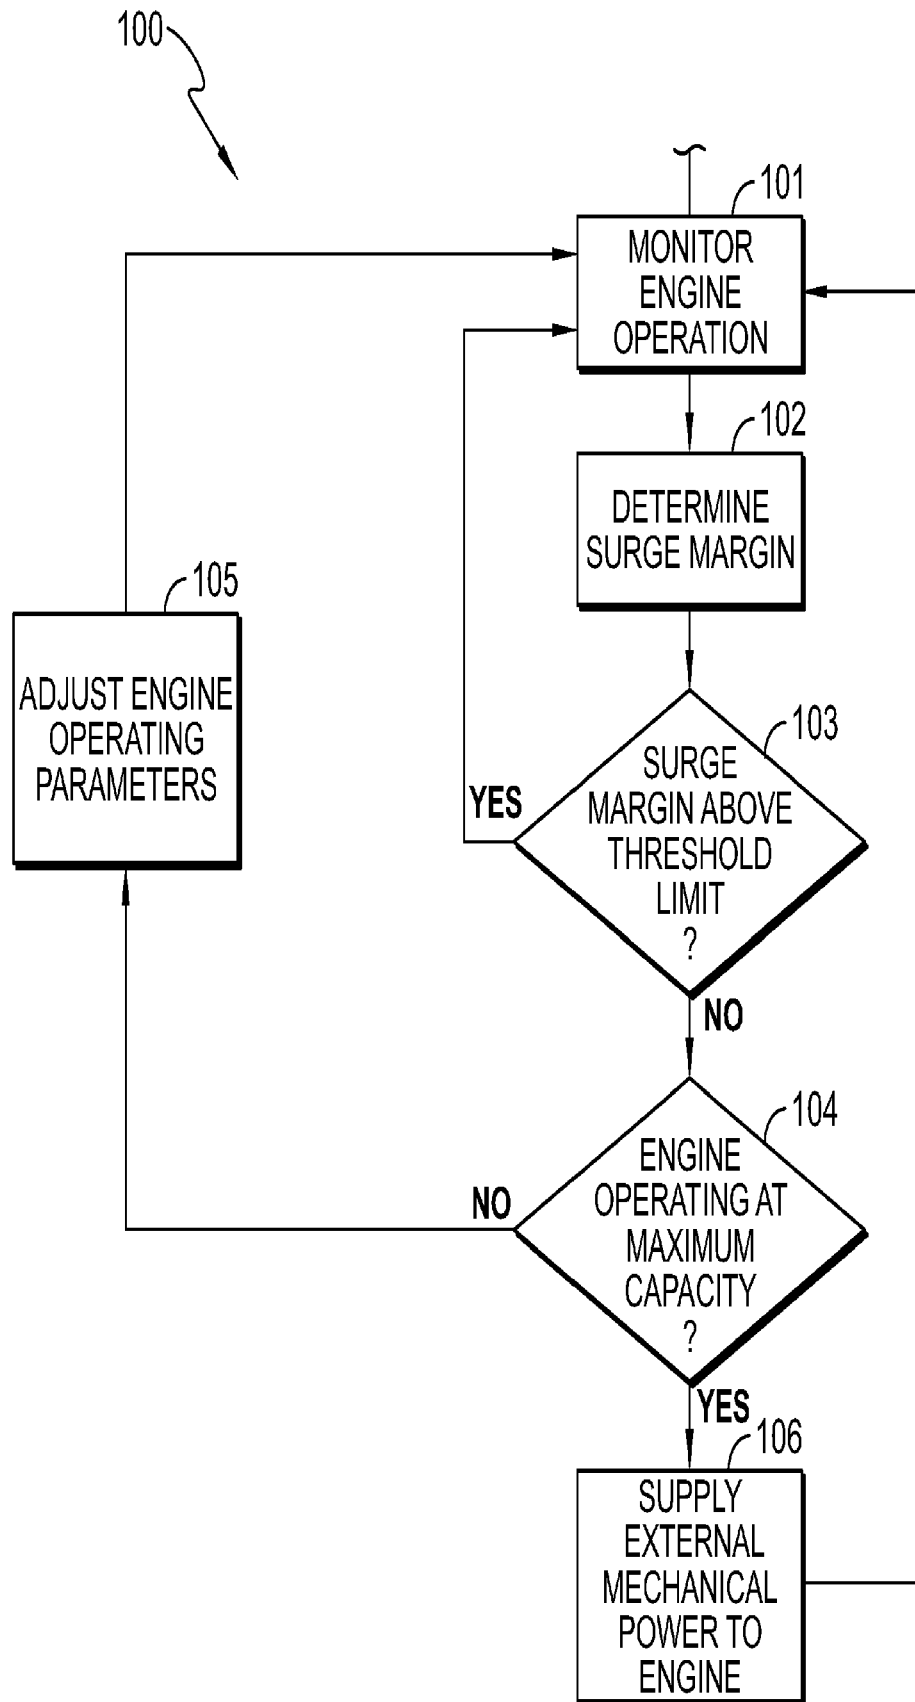 100
101
MONITOR
ENGINE
OPERATION
102
DETERMINE
SURGE MARGIN
103
SURGE
MARGIN ABOVE
THRESHOLD
LIMIT
?
YES
NO
105
ADJUST ENGINE
OPERATING
PARAMETERS
104
ENGINE
OPERATING AT
MAXIMUM
CAPACITY
?
NO
YES
106
SUPPLY
EXTERNAL
MECHANICAL
POWER TO
ENGINE